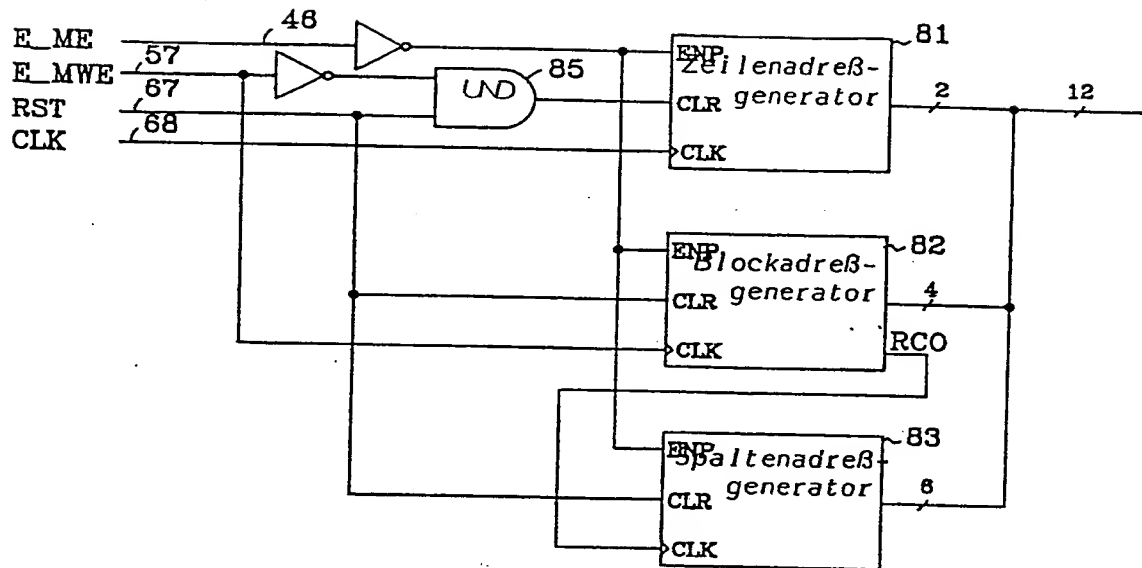 E_ME
46
E_MWE
57
RST
67
CLK
68
UND
85
81
ENP
Zeilenadreß-
generator
CLR
CLK
2
12
82
ENP
Blockadreß-
generator
CLR
CLK
4
RCO
83
ENP
Spaltenadreß-
generator
CLR
CLK
6